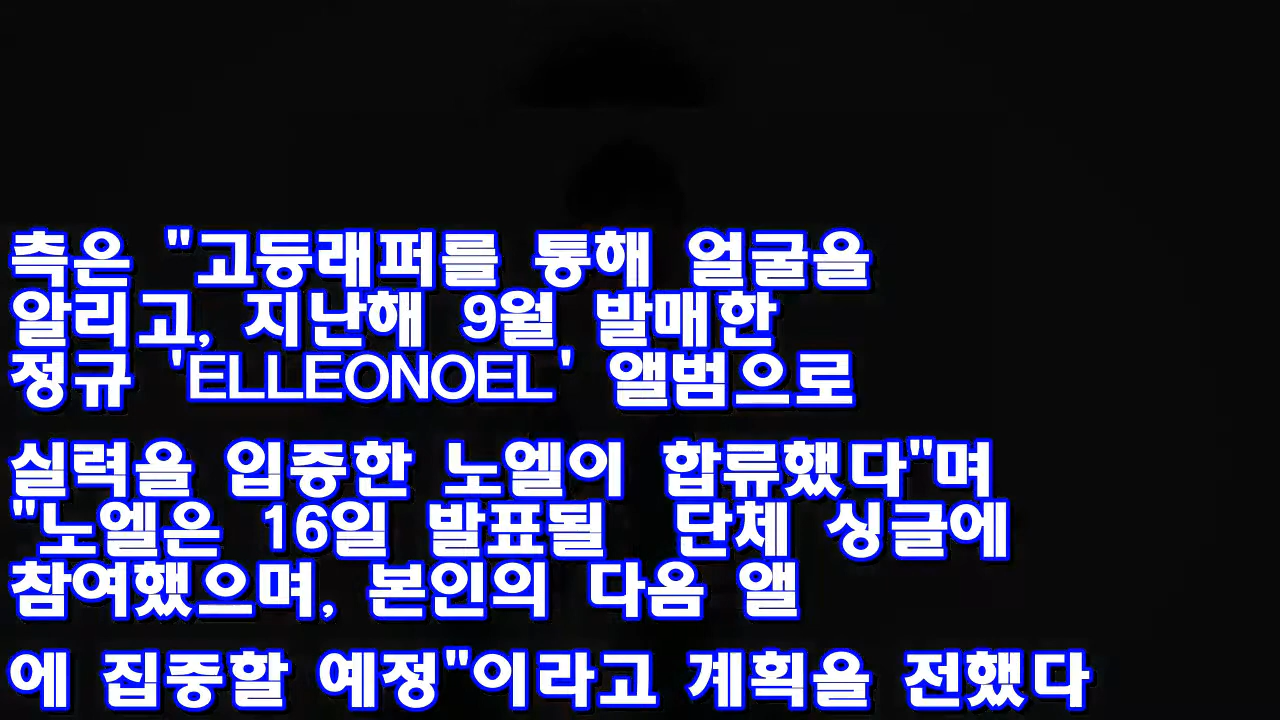 측은 "고등래퍼를 통해 얼굴을
알리고, 지난해 9월 발매한
정규 'ELLEONOEL' 앨범으로
실력을 입증한 노엘이 합류했다"며
"노엘은 16일 발표될 단체 싱글에
참여했으며, 본인의 다음 앨
에 집중할 예정"이라고 계획을 전했다